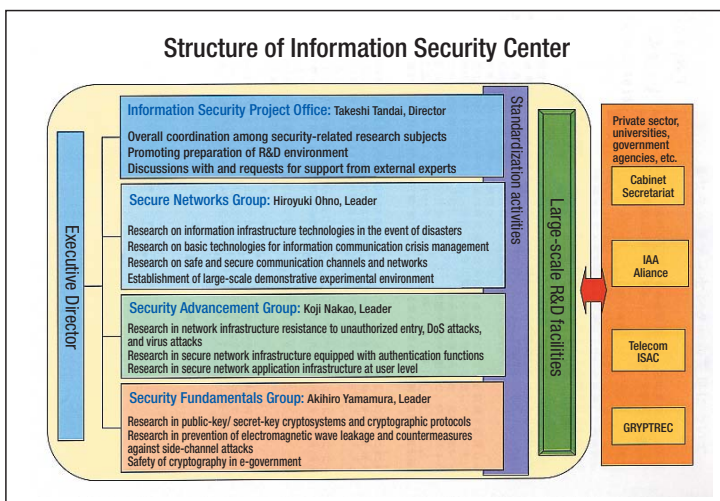 Structure of Information Security Center
Executive Director
Information Security Project Office: Takeshi Tandai, Director
Overall coordination among security-related research subjects
Promoting preparation of R&D environment
Discussions with and requests for support from external experts
Secure Networks Group: Hiroyuki Ohno, Leader
Research on information infrastructure technologies in the event of disasters
Research on basic technologies for information communication crisis management
Research on safe and secure communication channels and networks
Establishment of large-scale demonstrative experimental environment
Security Advancement Group: Koji Nakao, Leader
Research in network infrastructure resistance to unauthorized entry, DoS attacks,
and virus attacks
Research in secure network infrastructure equipped with authentication functions
Research in secure network application infrastructure at user level
Security Fundamentals Group: Akihiro Yamamura, Leader
Research in public-key/ secret-key cryptosystems and cryptographic protocols
Research in prevention of electromagnetic wave leakage and countermeasures
against side-channel attacks
Safety of cryptography in e-government
Standardization activities
Large-scale R&D facilities
Private sector,
universities,
government
agencies, etc.
Cabinet
Secretariat
IAA
Aliance
Telecom
ISAC
GRYPTREC